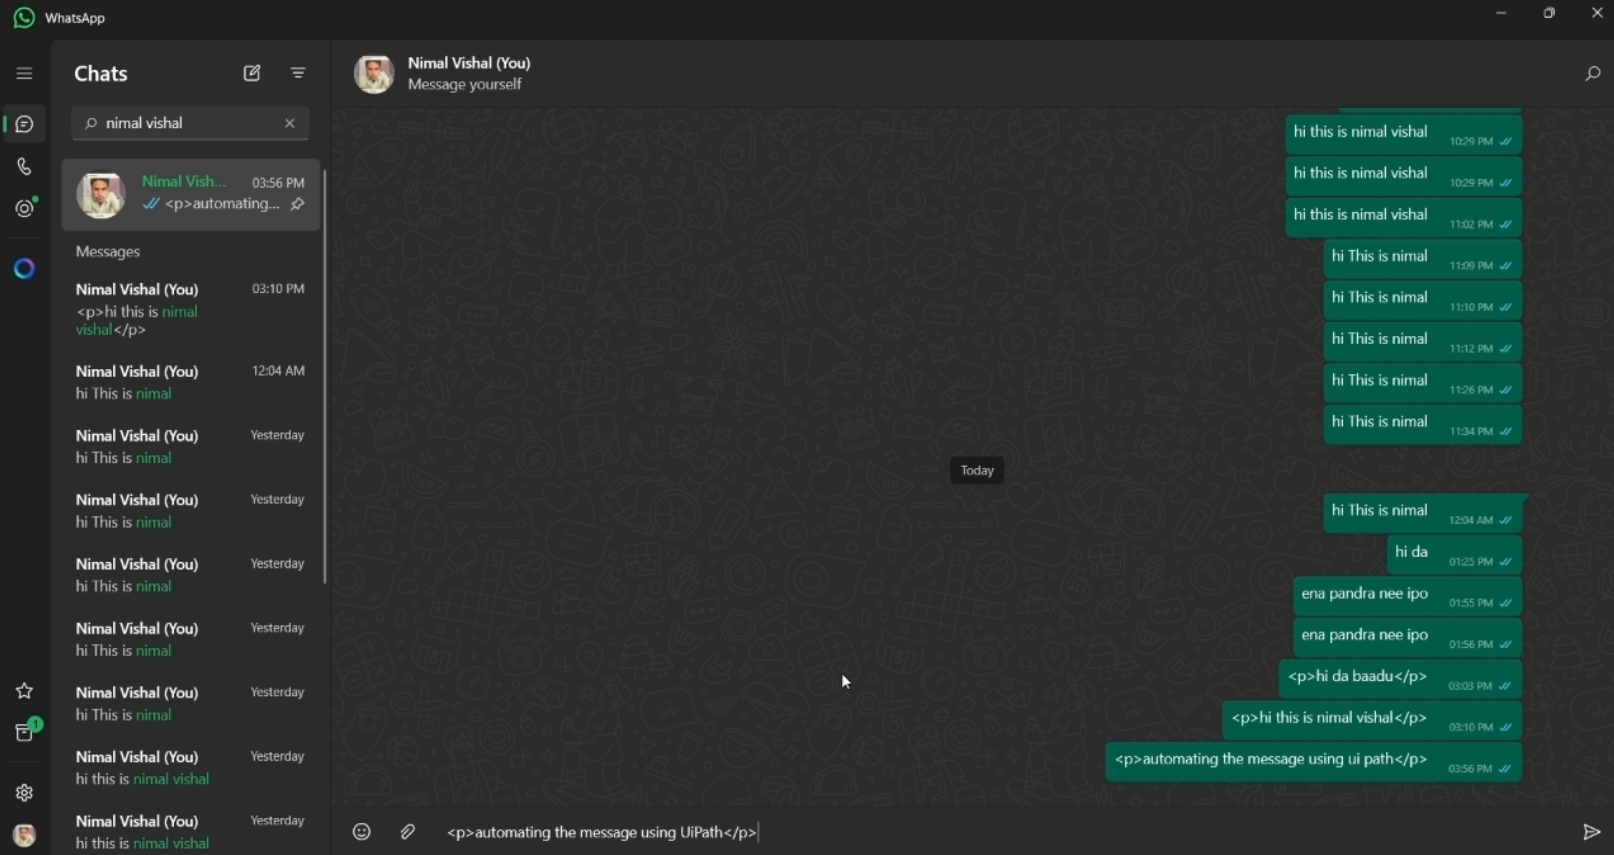 WhatsApp
Chats
nimal vishal
Nimal Vish... 03:56 PM
<p>automating...
Messages
Nimal Vishal (You) 03:10 PM
<p>hi this is nimal
vishal</p>
Nimal Vishal (You) 12:04 AM
hi This is nimal
Nimal Vishal (You) Yesterday
hi This is nimal
Nimal Vishal (You) Yesterday
hi This is nimal
Nimal Vishal (You) Yesterday
hi This is nimal
Nimal Vishal (You) Yesterday
hi This is nimal
Nimal Vishal (You) Yesterday
hi This is nimal
Nimal Vishal (You) Yesterday
hi this is nimal vishal
Nimal Vishal (You) Yesterday
hi this is nimal vishal
1
Nimal Vishal (You)
Message yourself
hi this is nimal vishal 10:29 PM
hi this is nimal vishal 10:29 PM
hi this is nimal vishal 11:02 PM
hi This is nimal 11:09 PM
hi This is nimal 11:10 PM
hi This is nimal 11:12 PM
hi This is nimal 11:26 PM
hi This is nimal 11:34 PM
Today
hi This is nimal 12:04 AM
hi da 01:25 PM
ena pandra nee ipo 01:55 PM
ena pandra nee ipo 01:56 PM
<p>hi da baadu</p> 03:03 PM
<p>hi this is nimal vishal</p> 03:10 PM
<p>automating the message using ui path</p> 03:56 PM
<p>automating the message using UiPath</p>